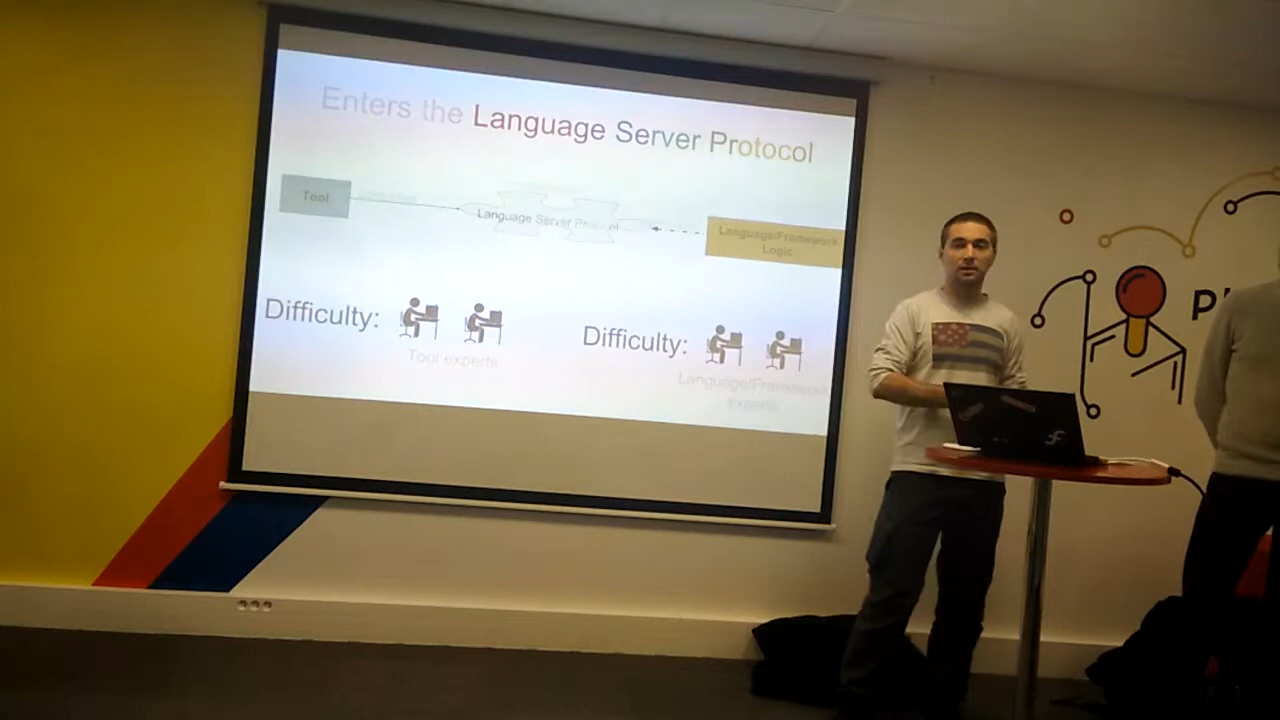 Enters the Language Server Protocol
Tool
Language Server Protocol
Language/Framework
Logic
Difficulty:
Tool experts
Difficulty:
Language/Framework
experts